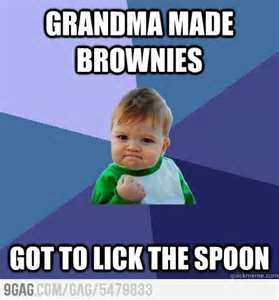 GRANDMA MADE
BROWNIES
GOT TO LICK THE SPOON
quickmeme.com
9GAG.COM/GAG/5479833